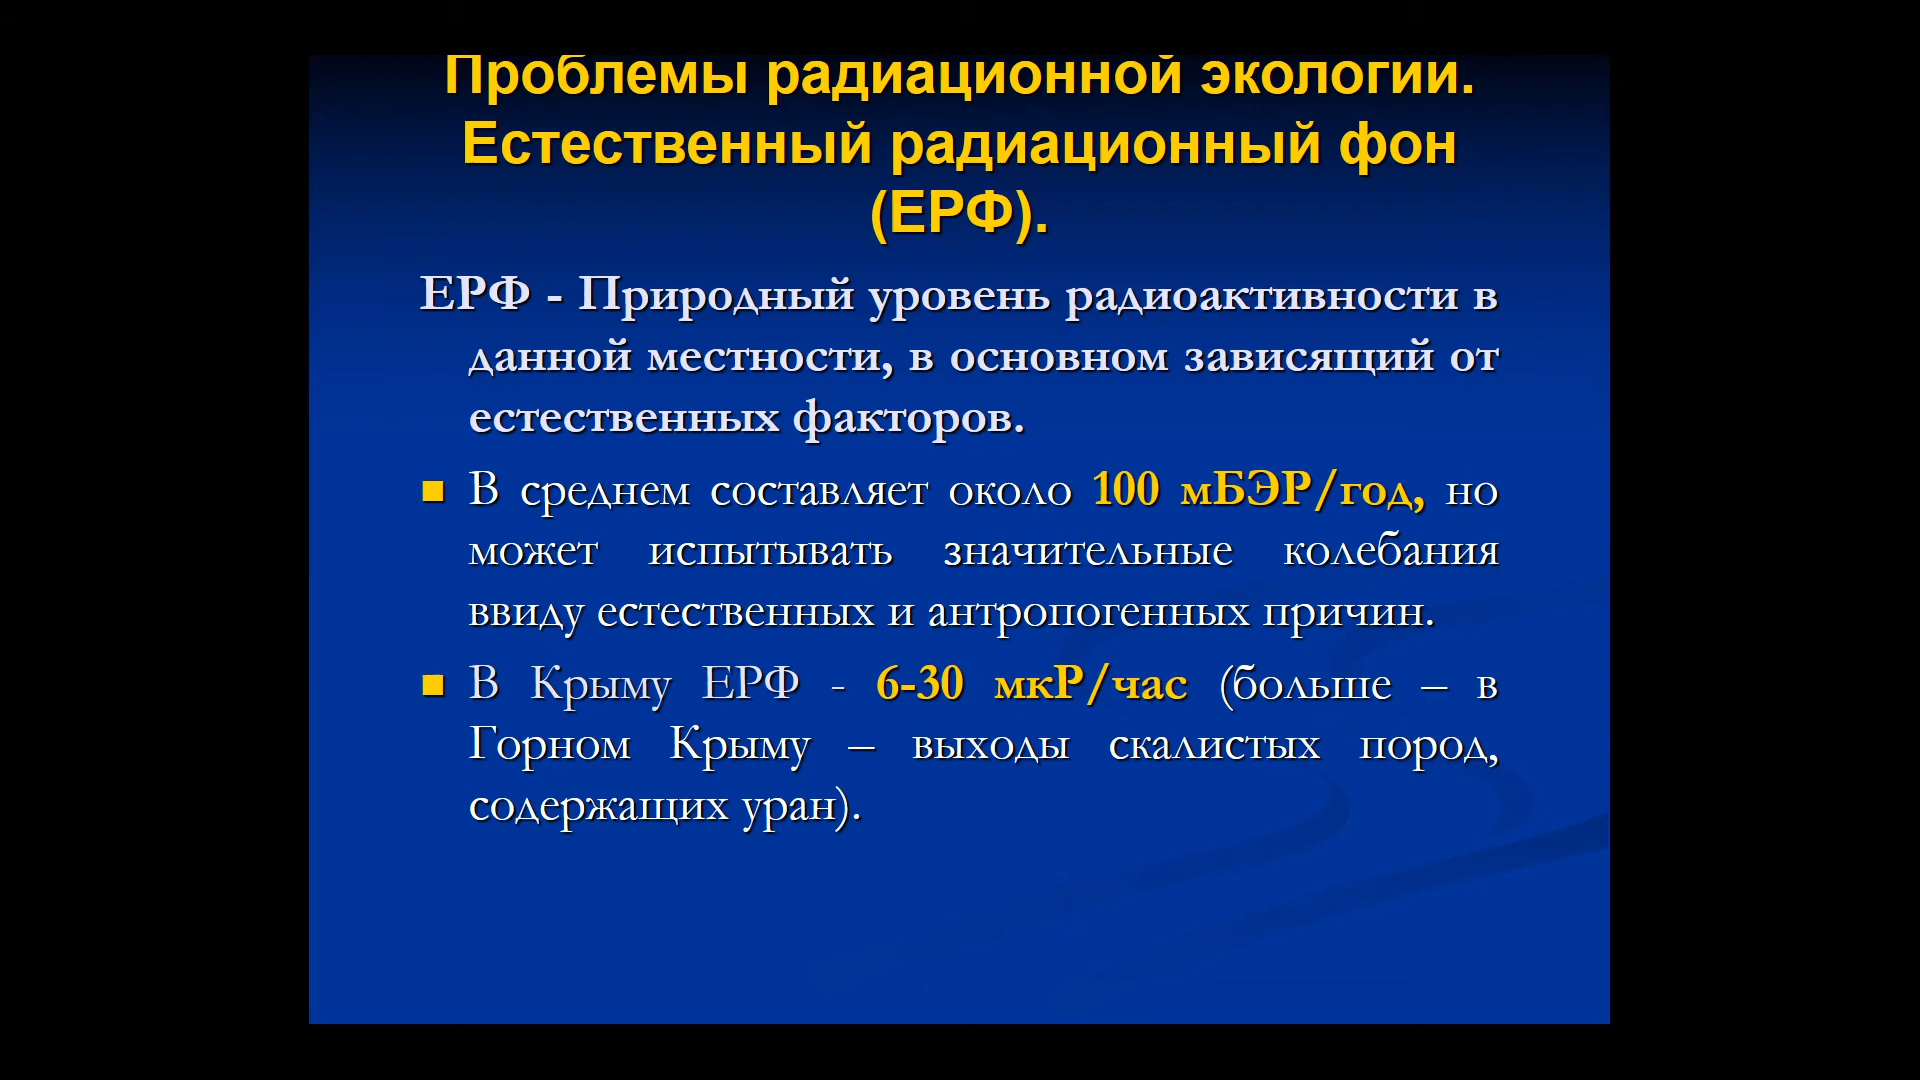 Проблемы радиационной экологии.
Естественный радиационный фон
(ЕРФ).
ЕРФ - Природный уровень радиоактивности в
данной местности, в основном зависящий от
естественных факторов.
В среднем составляет около 100 мБЭР/год, но
может испытывать значительные колебания
ввиду естественных и антропогенных причин.
В Крыму ЕРФ - 6-30 мкР/час (больше – в
Горном Крыму – выходы скалистых пород,
содержащих уран).